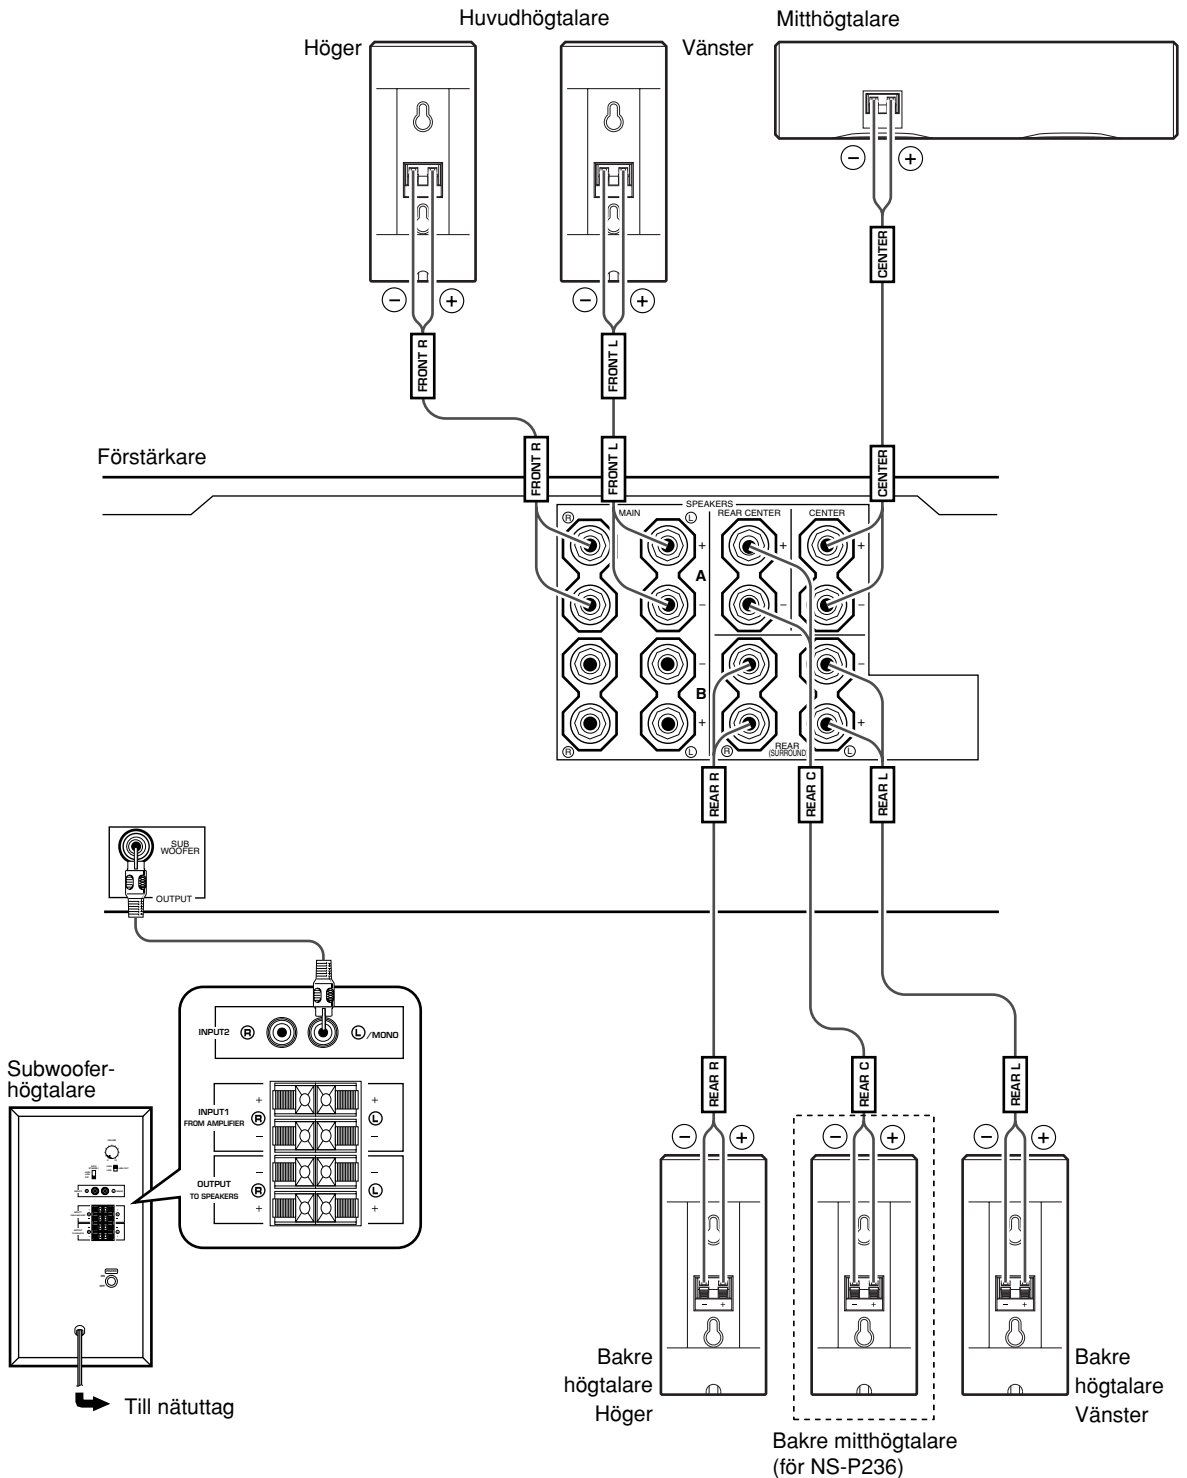 Huvudhögtalare
Mitthögtalare
Höger
Vänster
− +
− +
− +
CENTER
FRONT R
FRONT L
Förstärkare
FRONT R
FRONT L
CENTER
SPEAKERS
R MAIN L
REAR CENTER
CENTER
+ + +
A
− − −
− −
B
+ +
R L
R REAR L
(SURROUND)
REAR R
REAR C
REAR L
SUB
WOOFER
OUTPUT
INPUT2 R L/MONO
+ +
INPUT1 R L
FROM AMPLIFIER
− −
− −
OUTPUT R L
TO SPEAKERS
+ +
Subwoofer-
högtalare
Till nätuttag
REAR R
REAR C
REAR L
− +
− +
− +
− +
− +
− +
Bakre
högtalare
Höger
Bakre mitthögtalare
(för NS-P236)
Bakre
högtalare
Vänster